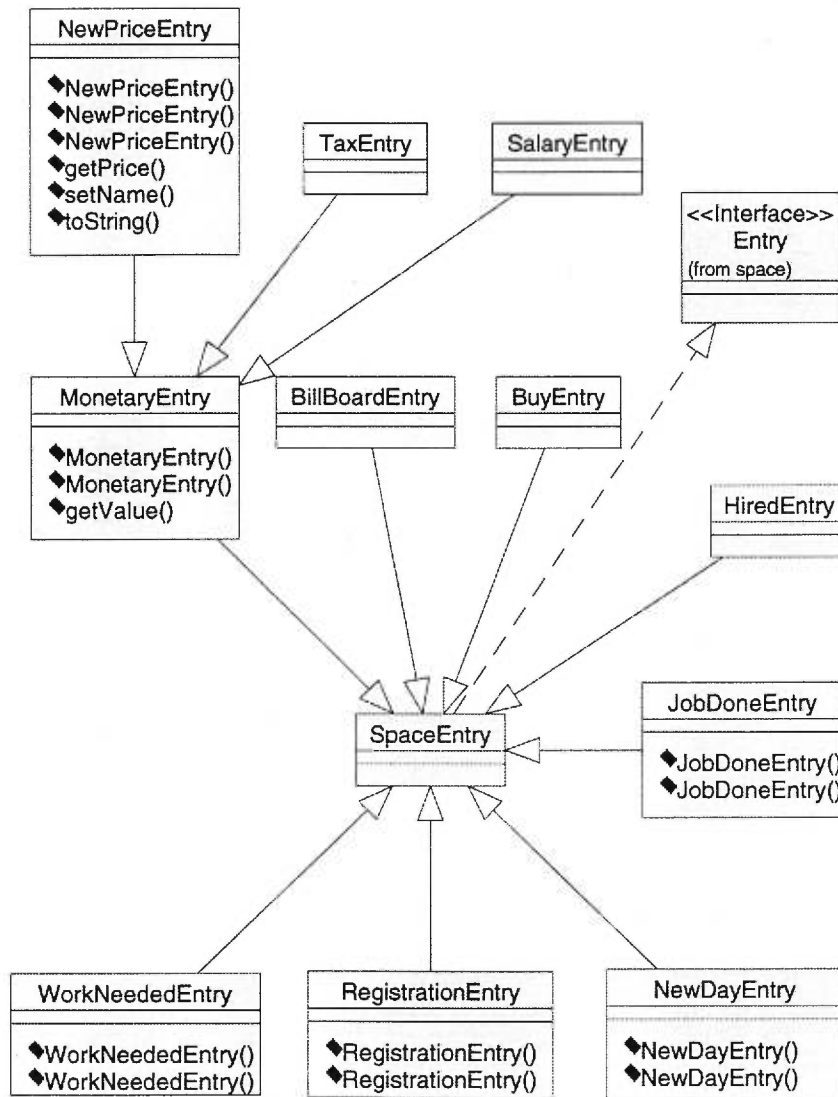 NewPriceEntry
NewPriceEntry()
NewPriceEntry()
NewPriceEntry()
getPrice()
setName()
toString()
TaxEntry
SalaryEntry
<<Interface>>
Entry
(from space)
MonetaryEntry
MonetaryEntry()
MonetaryEntry()
getValue()
BillBoardEntry
BuyEntry
HiredEntry
SpaceEntry
JobDoneEntry
JobDoneEntry()
JobDoneEntry()
WorkNeededEntry
WorkNeededEntry()
WorkNeededEntry()
RegistrationEntry
RegistrationEntry()
RegistrationEntry()
NewDayEntry
NewDayEntry()
NewDayEntry()